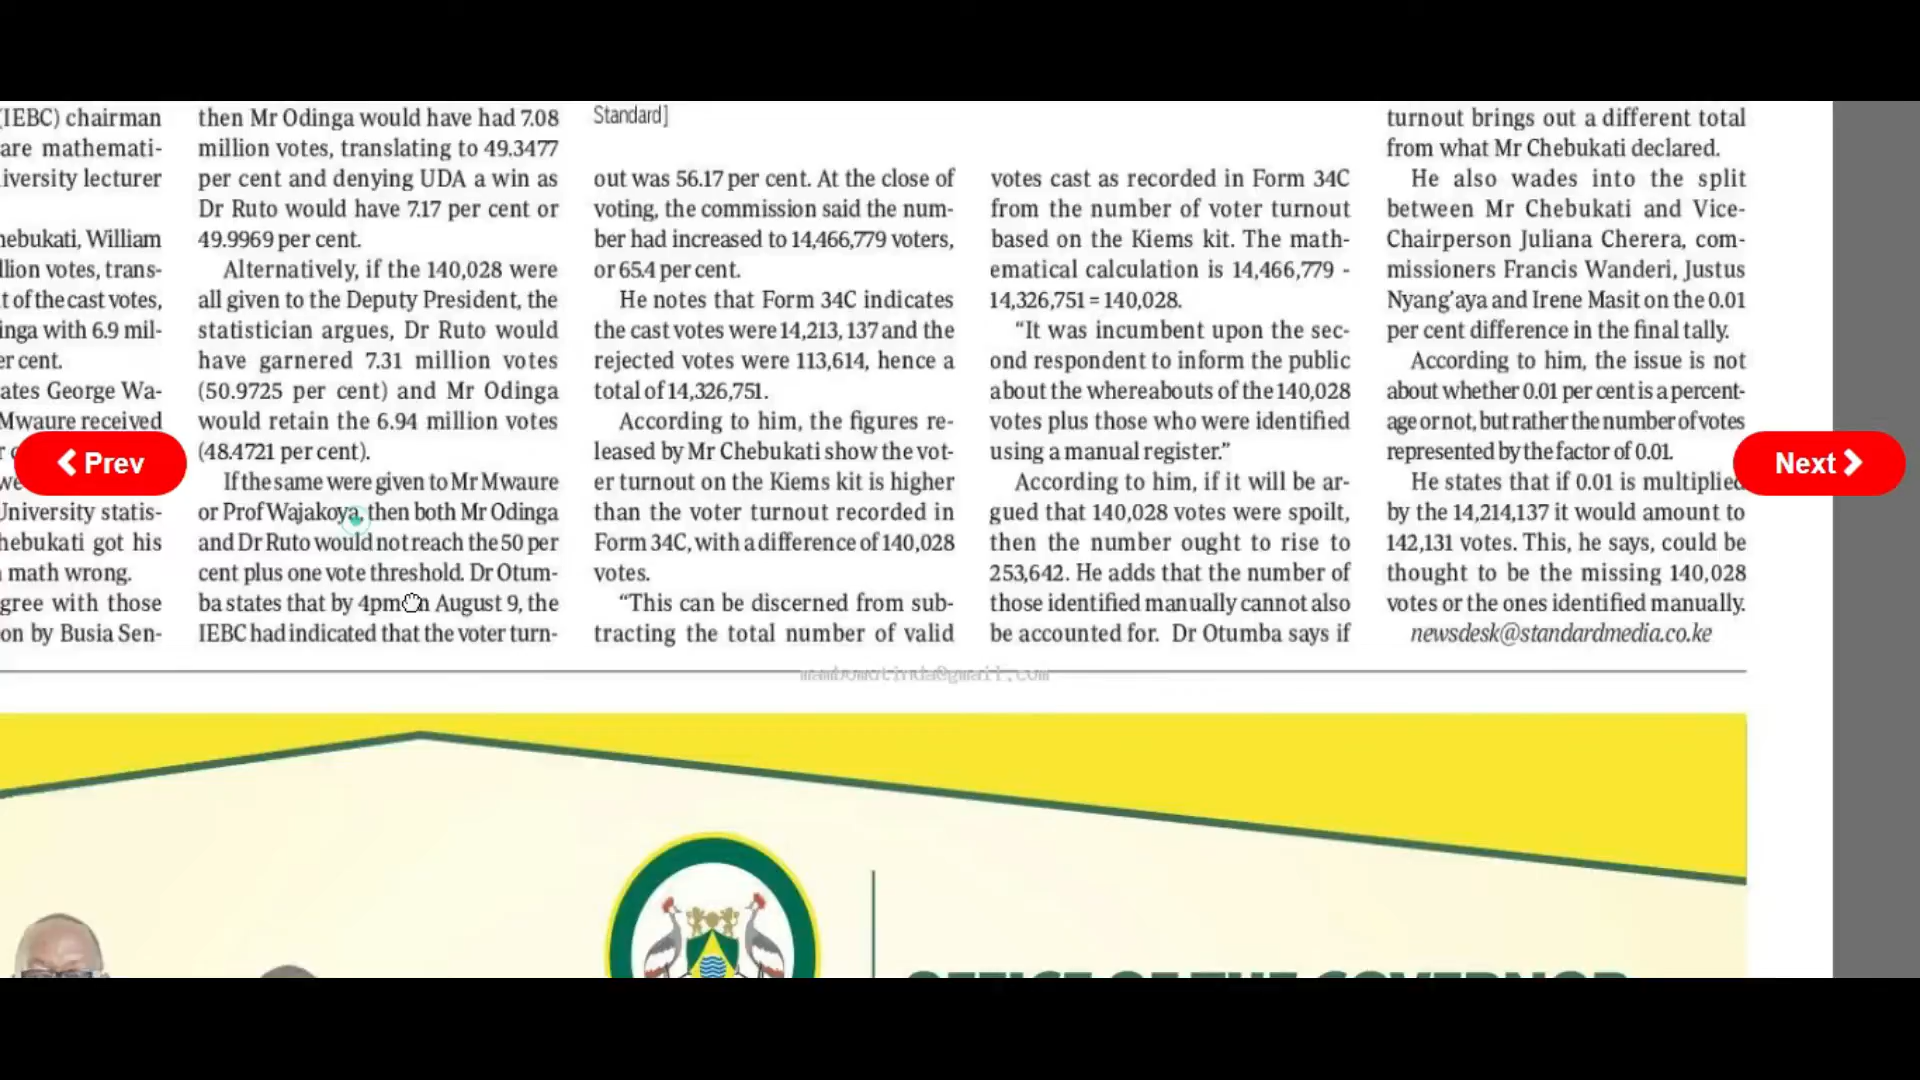 (IEBC) chairman
are mathemati-
iversity lecturer
hebukati, William
llion votes, trans-
t of the cast votes,
inga with 6.9 mil-
er cent.
ates George Wa-
Mwaure received
University statis-
hebukati got his
math wrong.
gree with those
on by Busia Sen-
then Mr Odinga would have had 7.08
million votes, translating to 49.3477
per cent and denying UDA a win as
Dr Ruto would have 7.17 per cent or
49.9969 per cent.
Alternatively, if the 140,028 were
all given to the Deputy President, the
statistician argues, Dr Ruto would
have garnered 7.31 million votes
(50.9725 per cent) and Mr Odinga
would retain the 6.94 million votes
(48.4721 per cent).
If the same were given to Mr Mwaure
or Prof Wajakoya, then both Mr Odinga
and Dr Ruto would not reach the 50 per
cent plus one vote threshold. Dr Otum-
ba states that by 4pm on August 9, the
IEBC had indicated that the voter turn-
Standard]
out was 56.17 per cent. At the close of
voting, the commission said the num-
ber had increased to 14,466,779 voters,
or 65.4 per cent.
He notes that Form 34C indicates
the cast votes were 14,213, 137 and the
rejected votes were 113,614, hence a
total of 14,326,751.
According to him, the figures re-
leased by Mr Chebukati show the vot-
er turnout on the Kiems kit is higher
than the voter turnout recorded in
Form 34C, with a difference of 140,028
votes.
“This can be discerned from sub-
tracting the total number of valid
votes cast as recorded in Form 34C
from the number of voter turnout
based on the Kiems kit. The math-
ematical calculation is 14,466,779 -
14,326,751 = 140,028.
“It was incumbent upon the sec-
ond respondent to inform the public
about the whereabouts of the 140,028
votes plus those who were identified
using a manual register.”
According to him, if it will be ar-
gued that 140,028 votes were spoilt,
then the number ought to rise to
253,642. He adds that the number of
those identified manually cannot also
be accounted for. Dr Otumba says if
turnout brings out a different total
from what Mr Chebukati declared.
He also wades into the split
between Mr Chebukati and Vice-
Chairperson Juliana Cherera, com-
missioners Francis Wanderi, Justus
Nyang’aya and Irene Masit on the 0.01
per cent difference in the final tally.
According to him, the issue is not
about whether 0.01 per cent is a percent-
age or not, but rather the number of votes
represented by the factor of 0.01.
He states that if 0.01 is multiplied
by the 14,214,137 it would amount to
142,131 votes. This, he says, could be
thought to be the missing 140,028
votes or the ones identified manually.
newsdesk@standardmedia.co.ke
Prev
Next
mambomutinda@gmail.com
OFFICE OF THE GOVERNOR